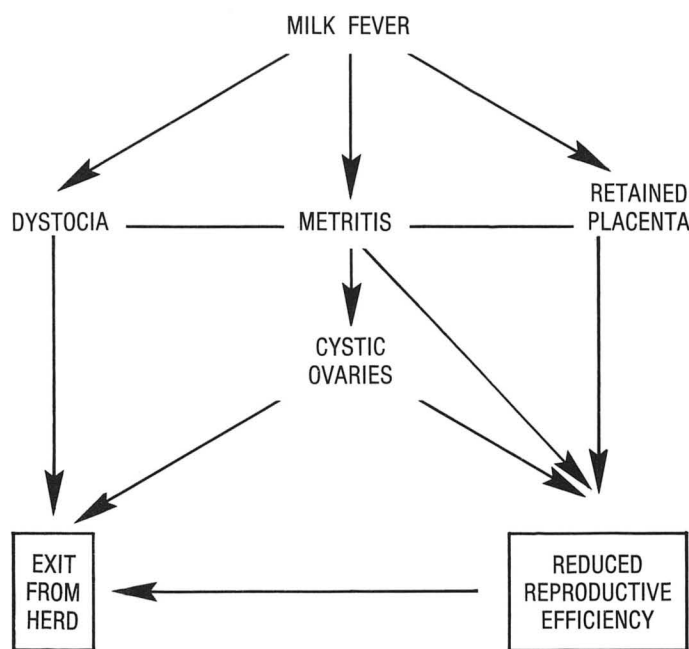 MILK FEVER
DYSTOCIA
METRITIS
RETAINED
PLACENTA
CYSTIC
OVARIES
EXIT
FROM
HERD
REDUCED
REPRODUCTIVE
EFFICIENCY